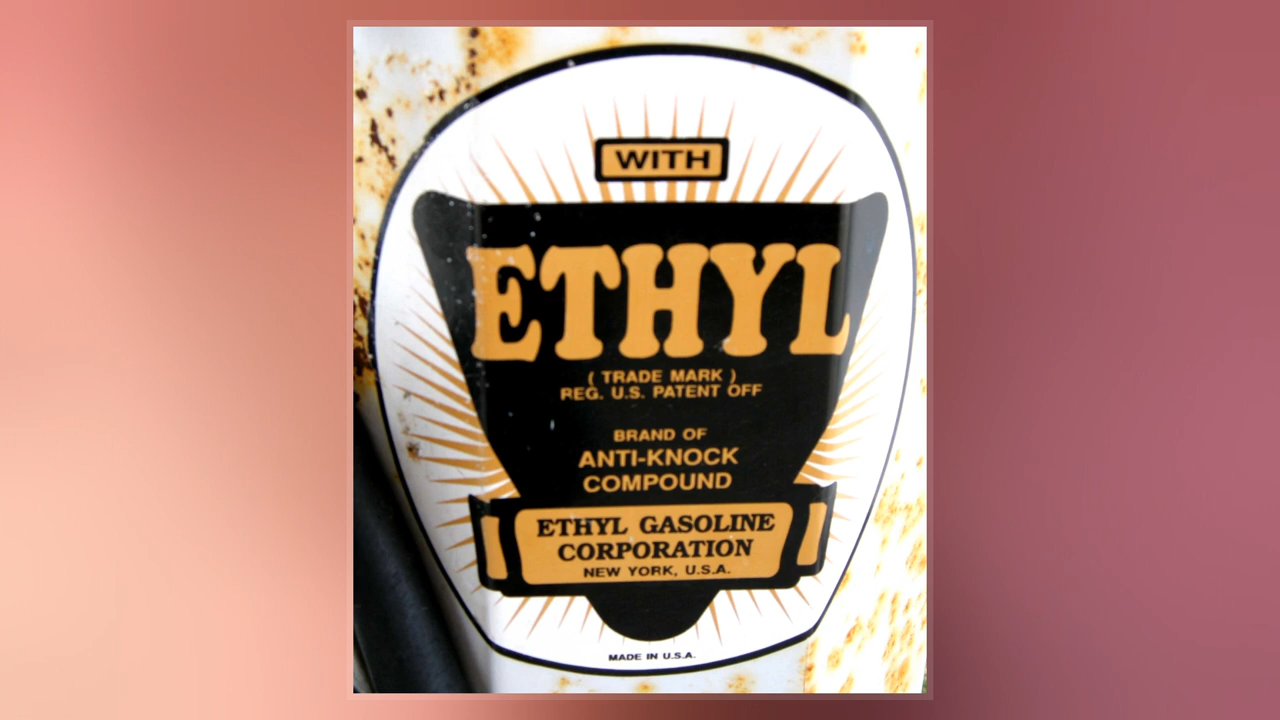 WITH
ETHYL
( TRADE MARK )
REG. U.S. PATENT OFF
BRAND OF
ANTI-KNOCK
COMPOUND
ETHYL GASOLINE
CORPORATION
NEW YORK, U.S.A.
MADE IN U.S.A.